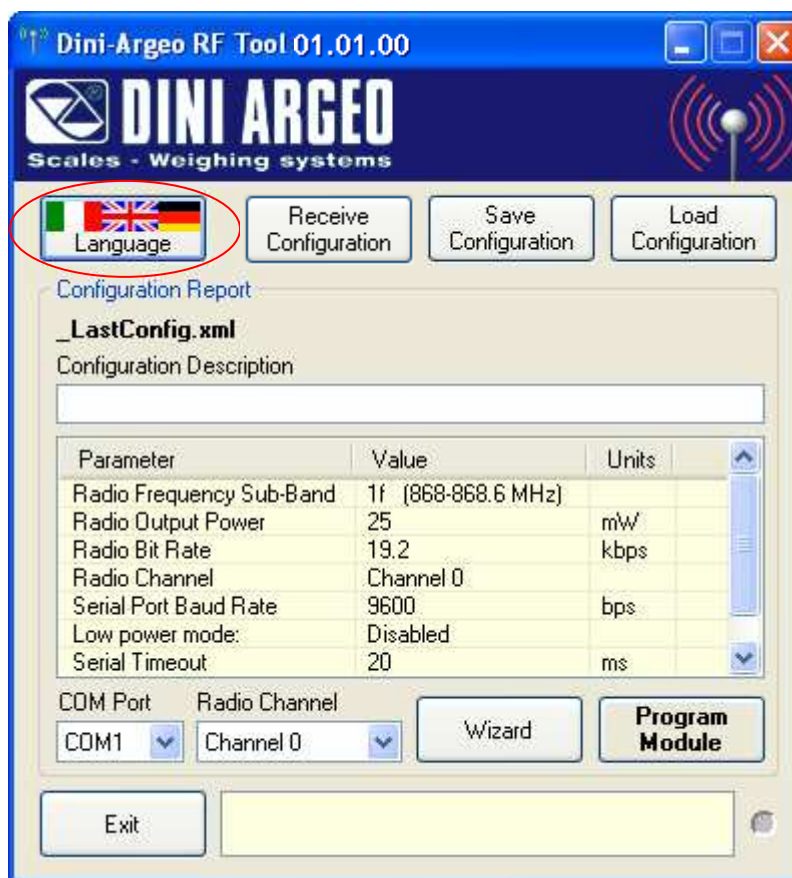 Dini-Argeo RF Tool 01.01.00
DINI ARGEO
Scales - Weighing systems
Language
Receive
Configuration
Save
Configuration
Load
Configuration
Configuration Report
_LastConfig.xml
Configuration Description
Parameter Value Units
Radio Frequency Sub-Band 1f (868-868.6 MHz)
Radio Output Power 25 mW
Radio Bit Rate 19.2 kbps
Radio Channel Channel 0
Serial Port Baud Rate 9600 bps
Low power mode: Disabled
Serial Timeout 20 ms
COM Port Radio Channel
COM1 Channel 0
Wizard
Program
Module
Exit